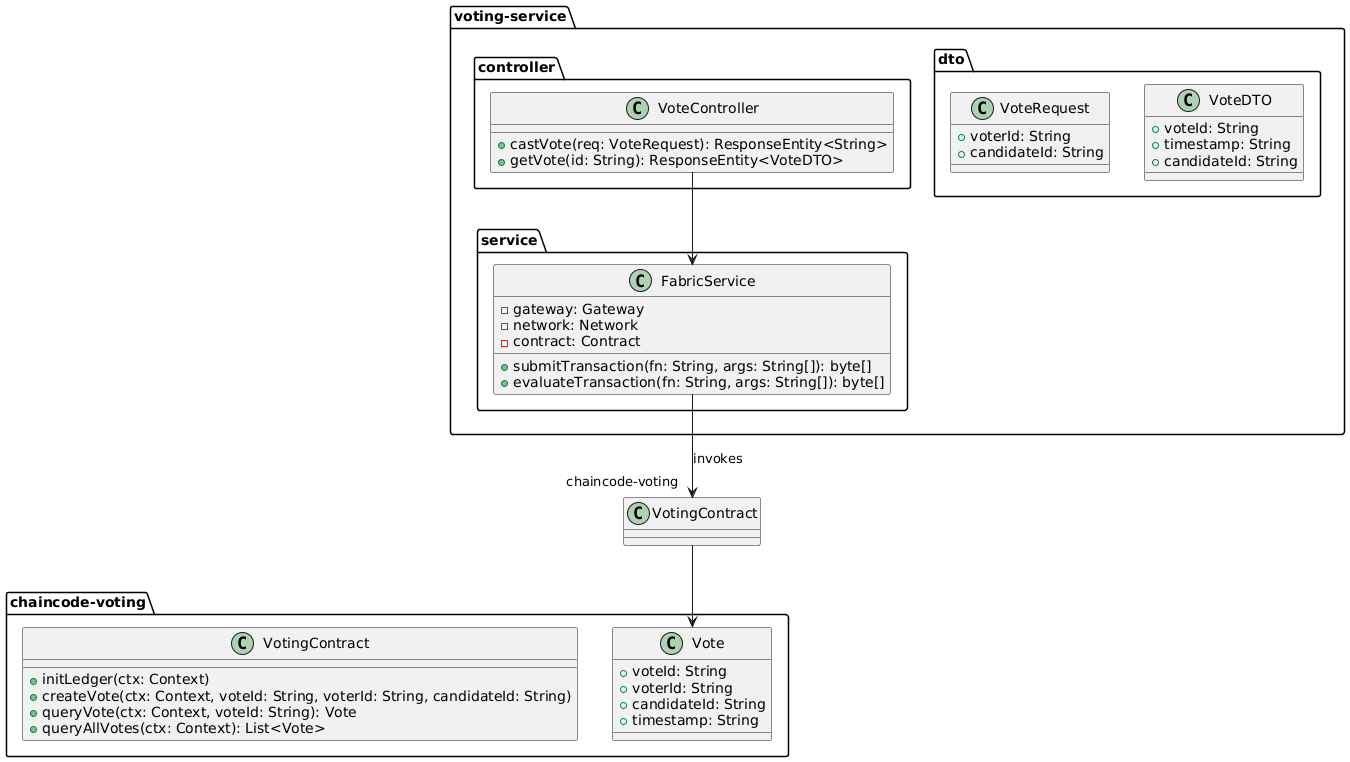 voting-service
controller
C VoteController
castVote(req: VoteRequest): ResponseEntity<String>
getVote(id: String): ResponseEntity<VoteDTO>
dto
C VoteRequest
voterId: String
candidateId: String
C VoteDTO
voteId: String
timestamp: String
candidateId: String
service
C FabricService
gateway: Gateway
network: Network
contract: Contract
submitTransaction(fn: String, args: String[]): byte[]
evaluateTransaction(fn: String, args: String[]): byte[]
invokes
chaincode-voting
C VotingContract
chaincode-voting
C VotingContract
initLedger(ctx: Context)
createVote(ctx: Context, voteId: String, voterId: String, candidateId: String)
queryVote(ctx: Context, voteId: String): Vote
queryAllVotes(ctx: Context): List<Vote>
C Vote
voteId: String
voterId: String
candidateId: String
timestamp: String